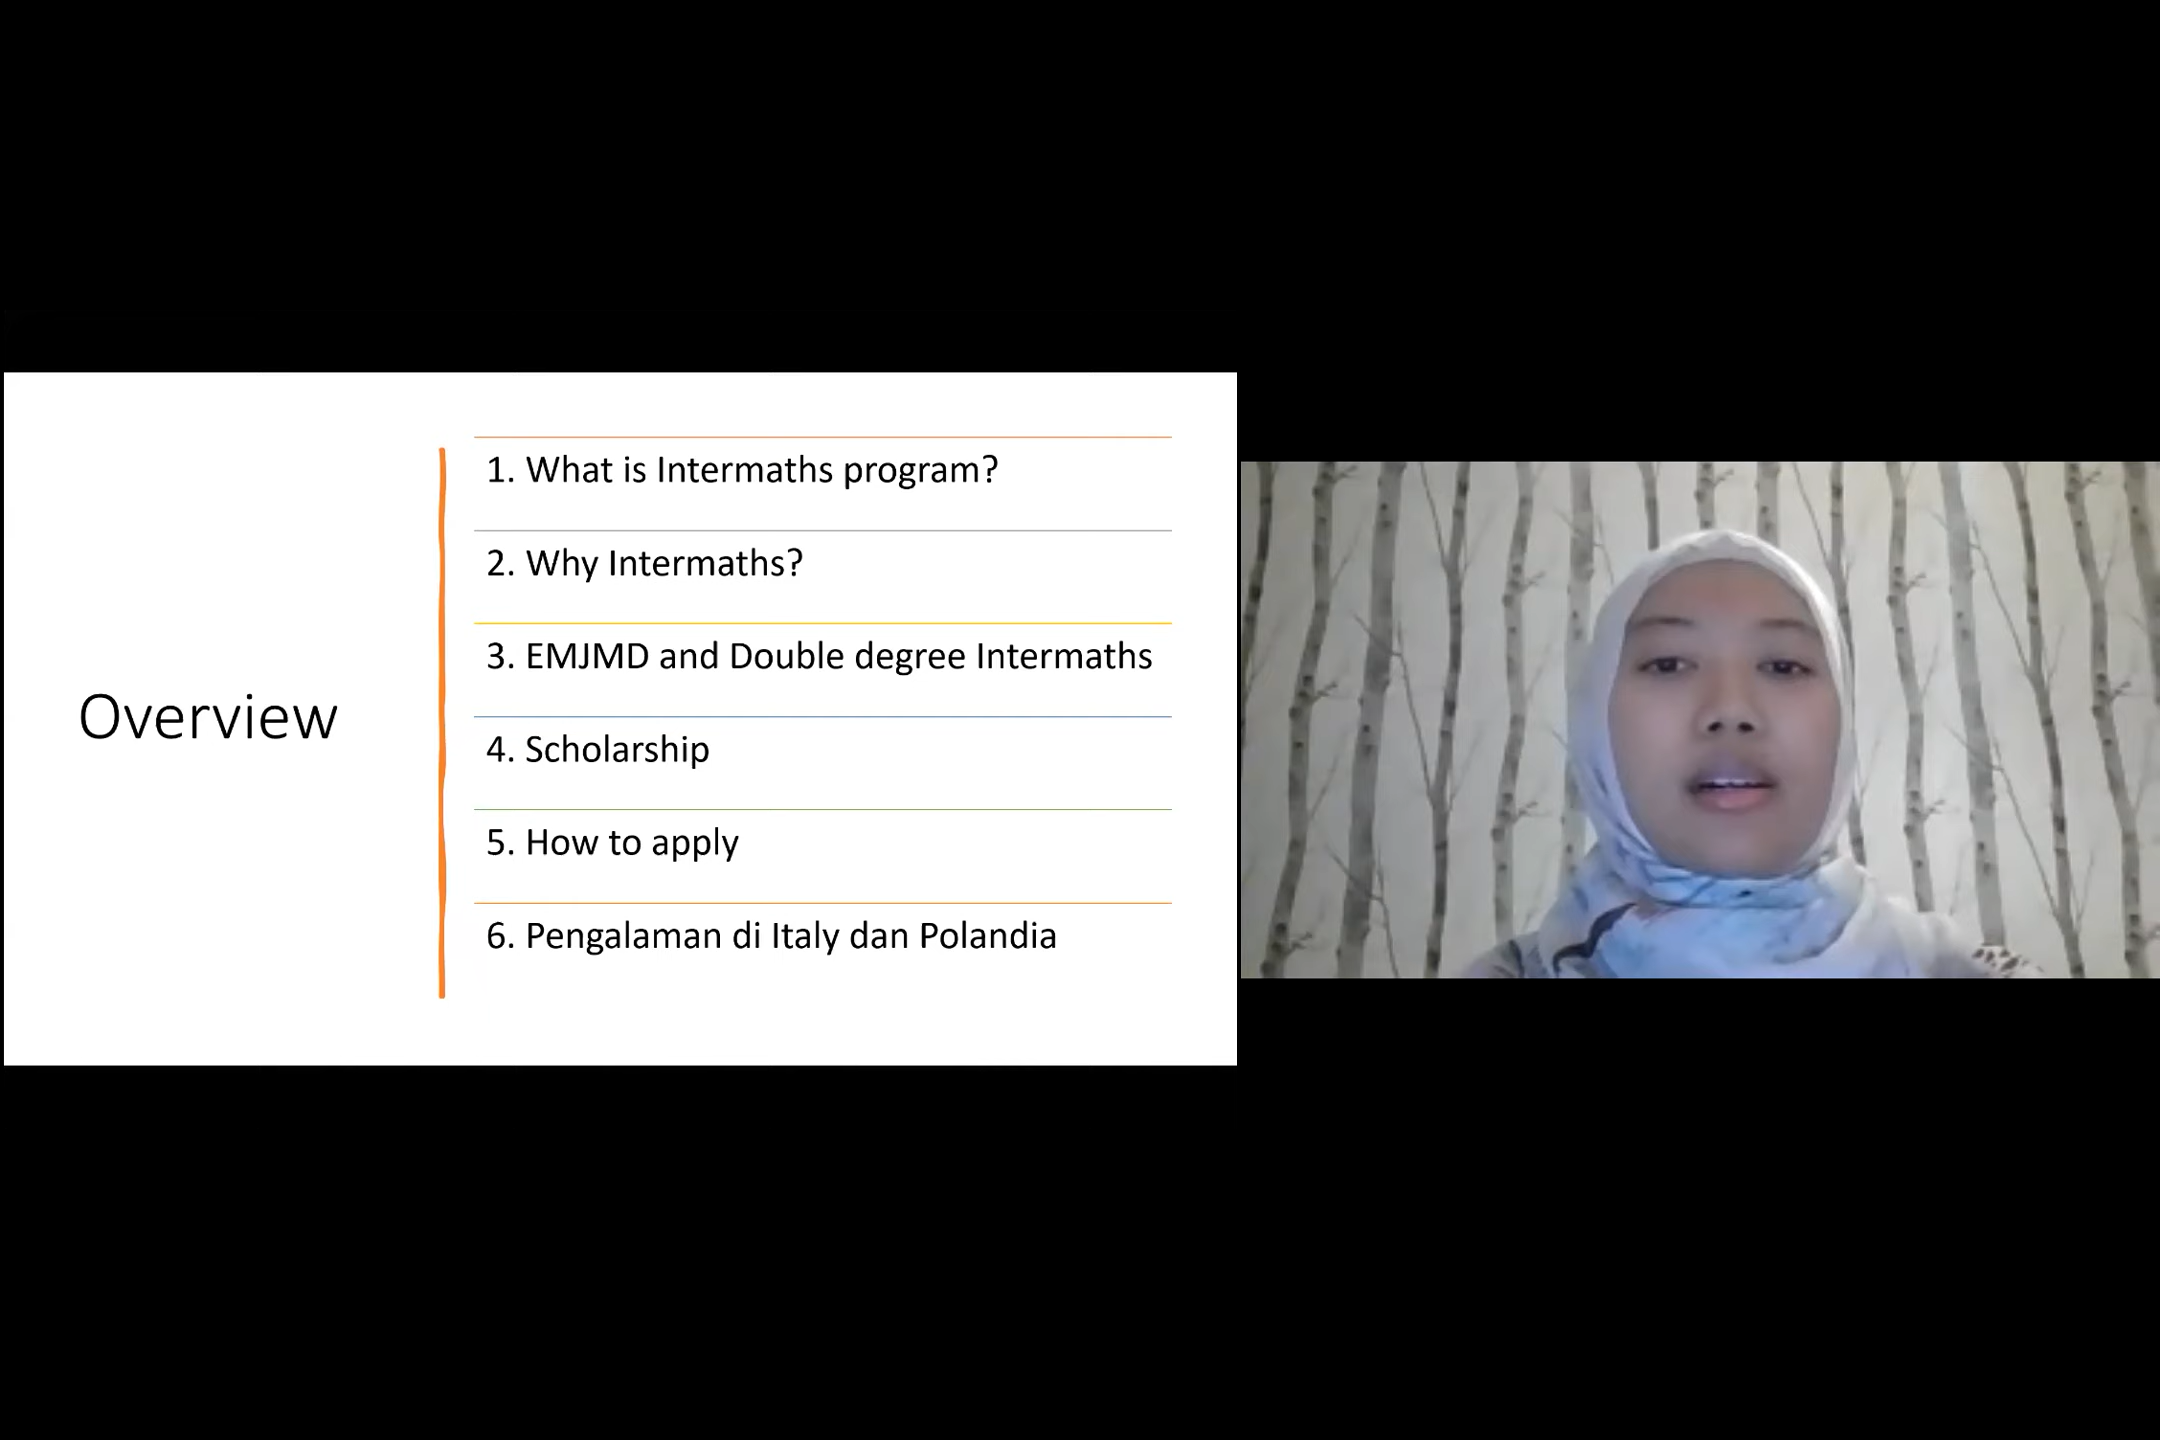 Overview
1. What is Intermaths program?
2. Why Intermaths?
3. EMJMD and Double degree Intermaths
4. Scholarship
5. How to apply
6. Pengalaman di Italy dan Polandia